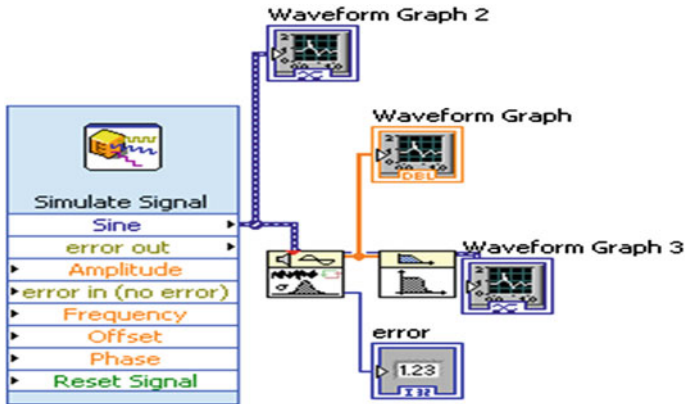 Waveform Graph 2
Waveform Graph
DBL
Simulate Signal
Sine
error out
Amplitude
error in (no error)
Frequency
Offset
Phase
Reset Signal
Waveform Graph 3
σ
error
1.23
I32